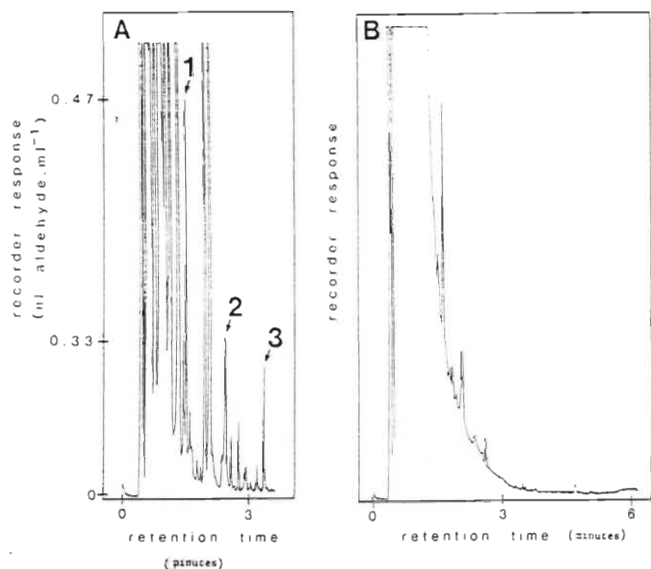 A
B
1
2
3
0.47
0.33
0
recorder response
(nl aldehyde.ml⁻¹)
0
3
retention time
(minutes)
recorder response
0
3
6
retention time (minutes)